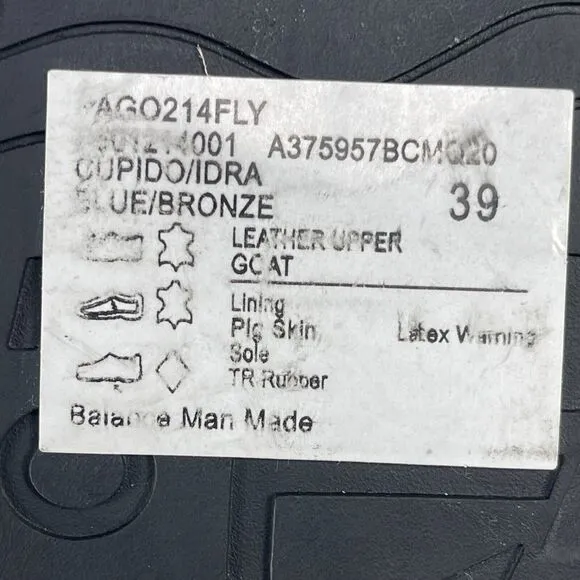 YAGO214FLY
A375957BCMQ20
CUPIDO/IDRA
BLUE/BRONZE 39
LEATHER UPPER
GOAT
Lining
Pig Skin Latex Warning
Sole
TR Rubber
Balance Man Made